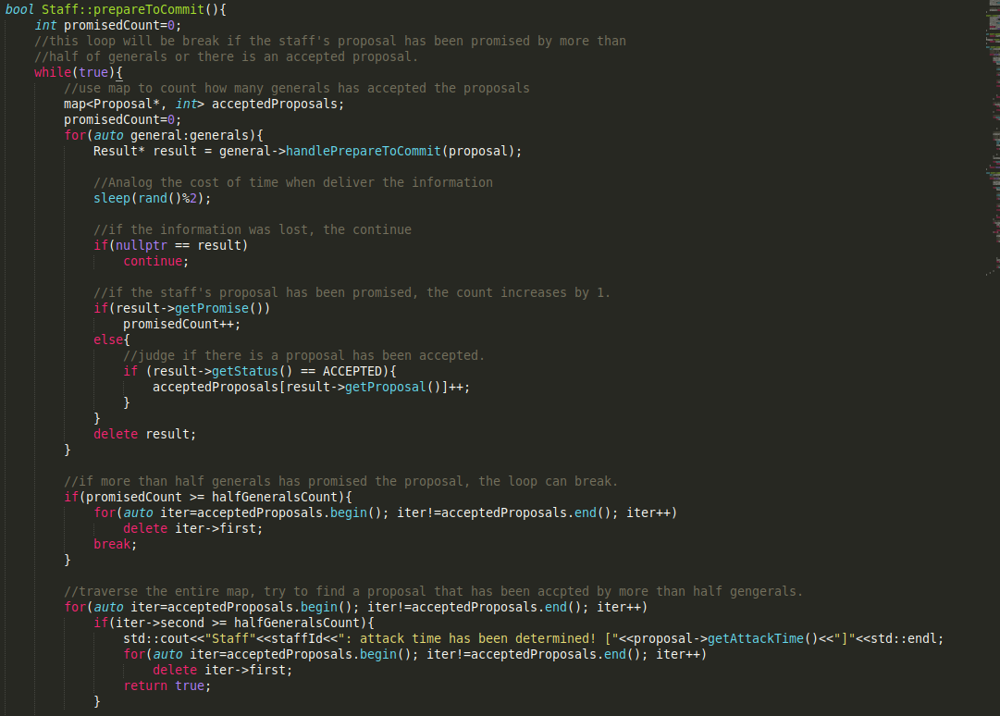 bool Staff::prepareToCommit(){
    int promisedCount=0;
    //this loop will be break if the staff's proposal has been promised by more than
    //half of generals or there is an accepted proposal.
    while(true){
        //use map to count how many generals has accepted the proposals
        map<Proposal*, int> acceptedProposals;
        promisedCount=0;
        for(auto general:generals){
            Result* result = general->handlePrepareToCommit(proposal);

            //Analog the cost of time when deliver the information
            sleep(rand()%2);

            //if the information was lost, the continue
            if(nullptr == result)
                continue;

            //if the staff's proposal has been promised, the count increases by 1.
            if(result->getPromise())
                promisedCount++;
            else{
                //judge if there is a proposal has been accepted.
                if (result->getStatus() == ACCEPTED){
                    acceptedProposals[result->getProposal()]++;
                }
            }
            delete result;
        }

        //if more than half generals has promised the proposal, the loop can break.
        if(promisedCount >= halfGeneralsCount){
            for(auto iter=acceptedProposals.begin(); iter!=acceptedProposals.end(); iter++)
                delete iter->first;
            break;
        }

        //traverse the entire map, try to find a proposal that has been accpted by more than half gengerals.
        for(auto iter=acceptedProposals.begin(); iter!=acceptedProposals.end(); iter++)
            if(iter->second >= halfGeneralsCount){
                std::cout<<"Staff"<<staffId<<": attack time has been determined! ["<<proposal->getAttackTime()<<"]"<<std::endl;
                for(auto iter=acceptedProposals.begin(); iter!=acceptedProposals.end(); iter++)
                    delete iter->first;
                return true;
            }